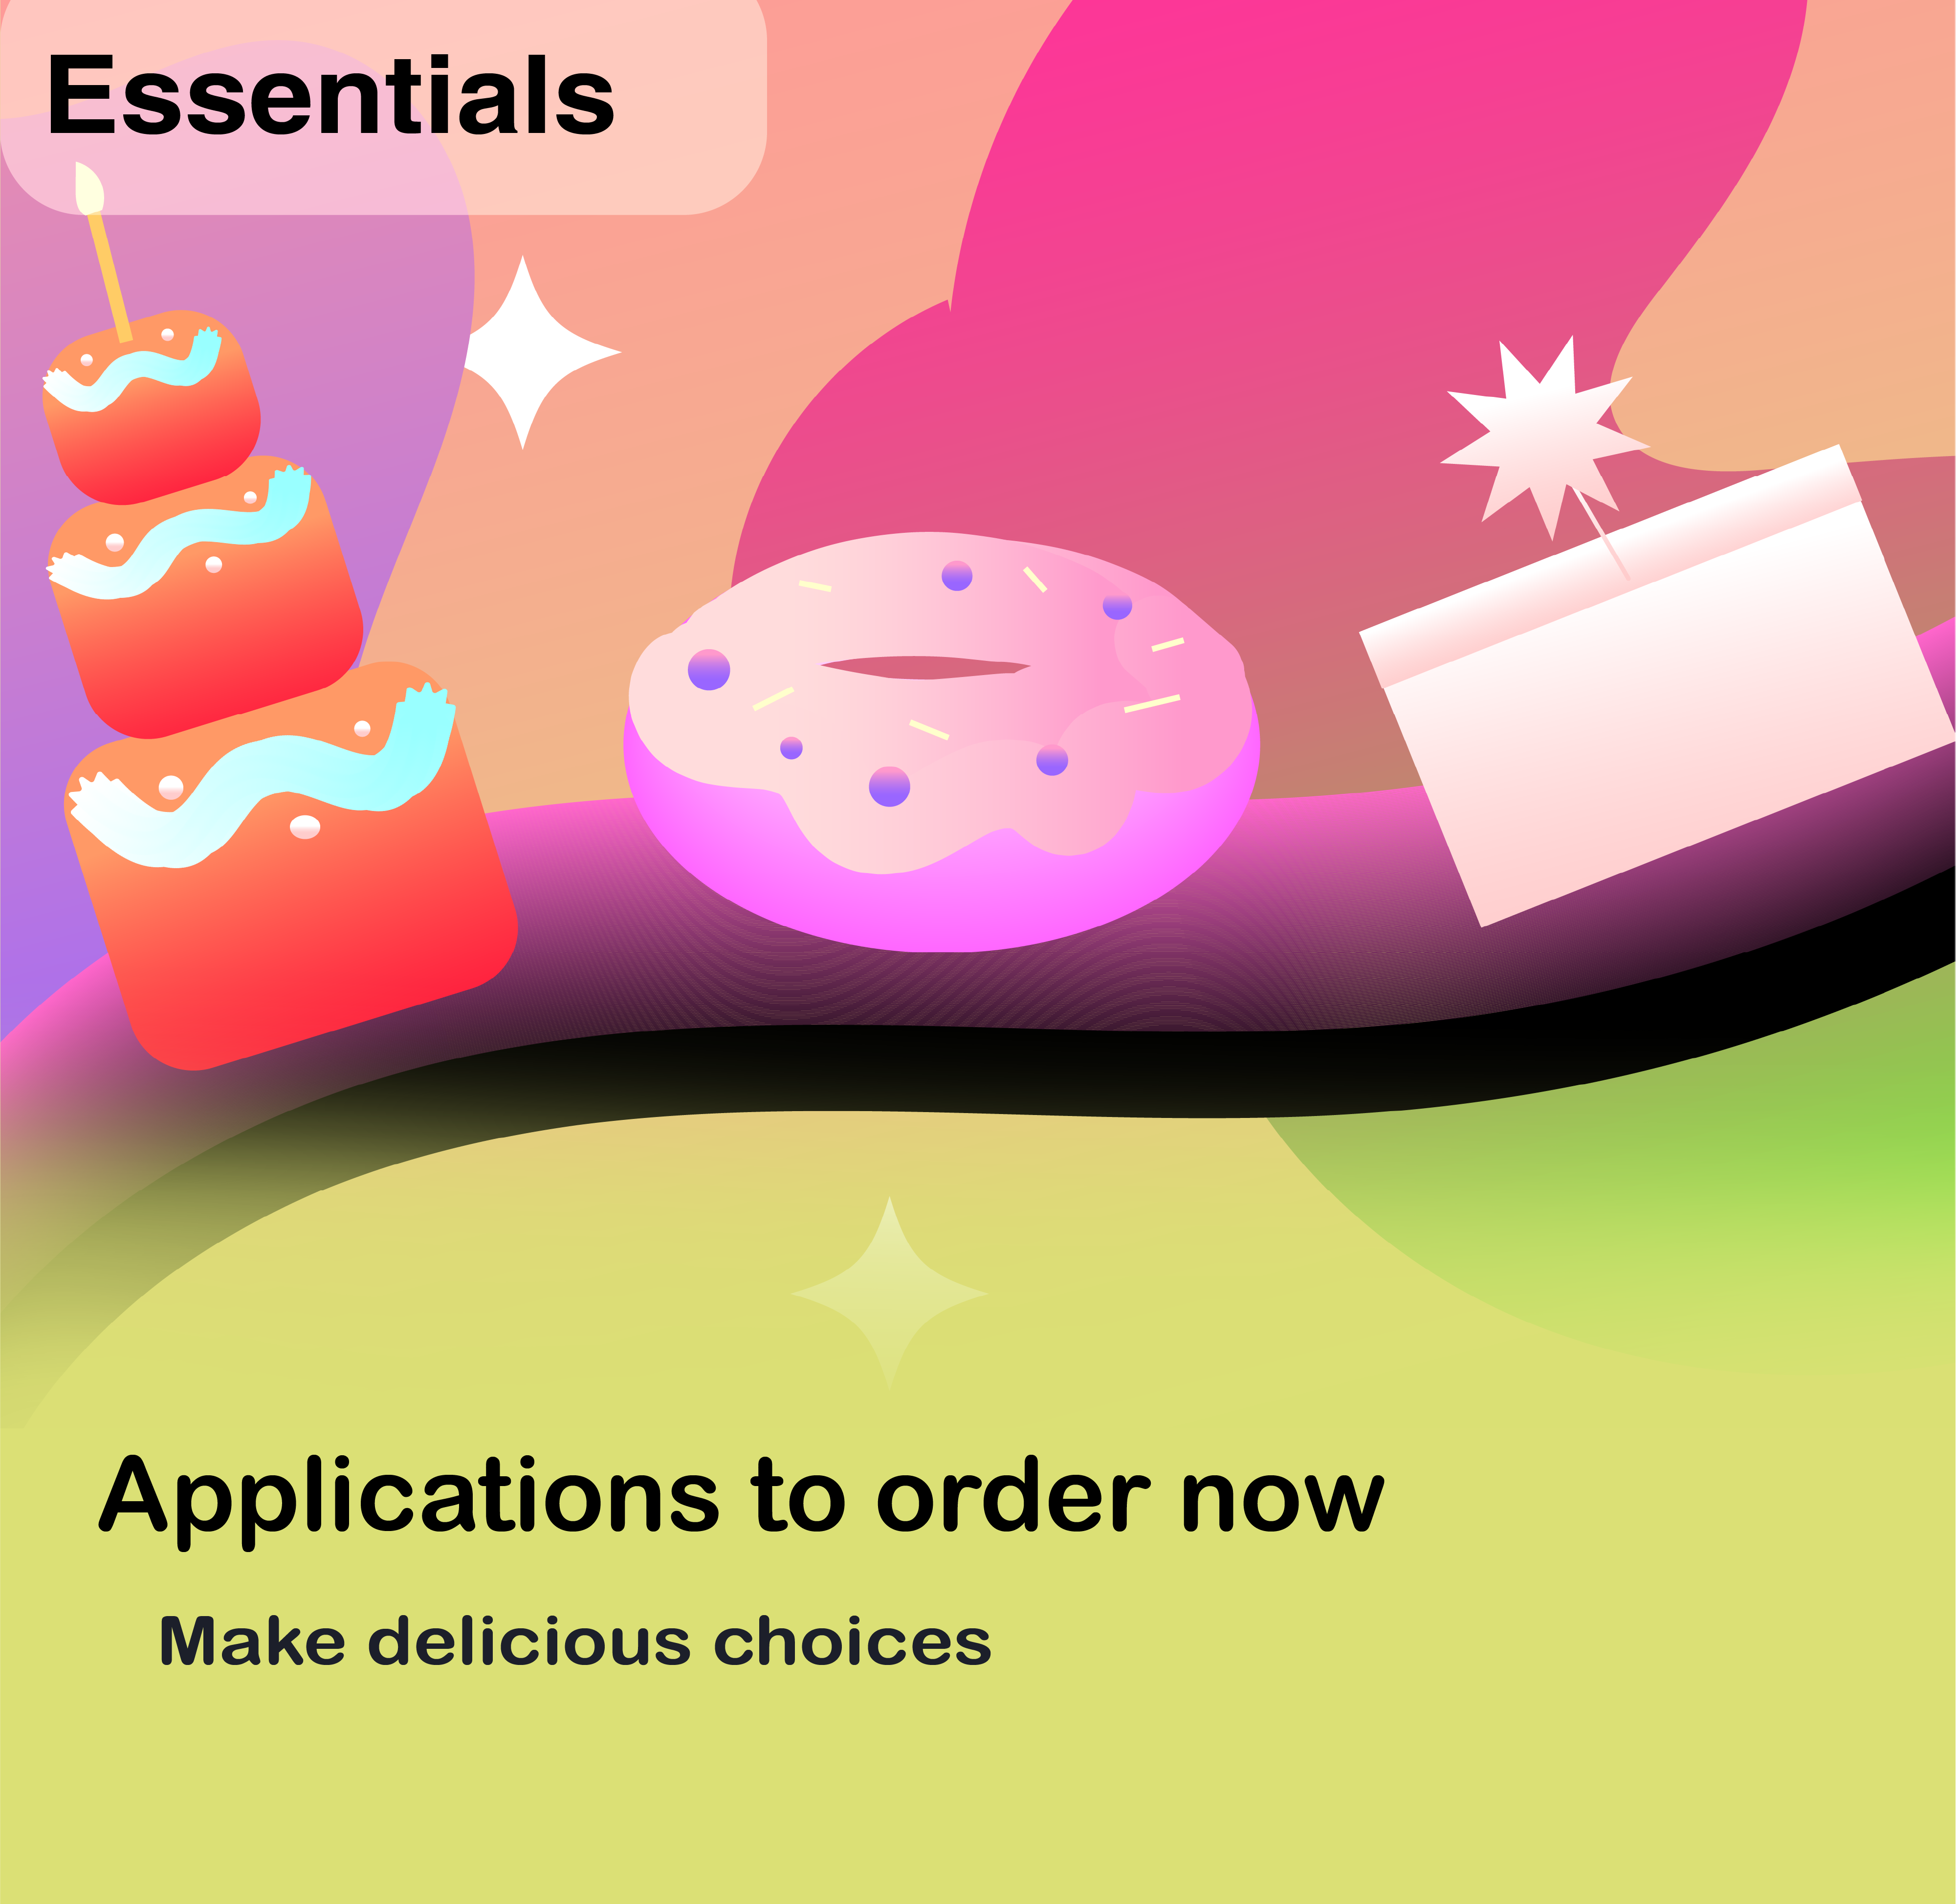 Essentials
Applications to order now
Make delicious choices